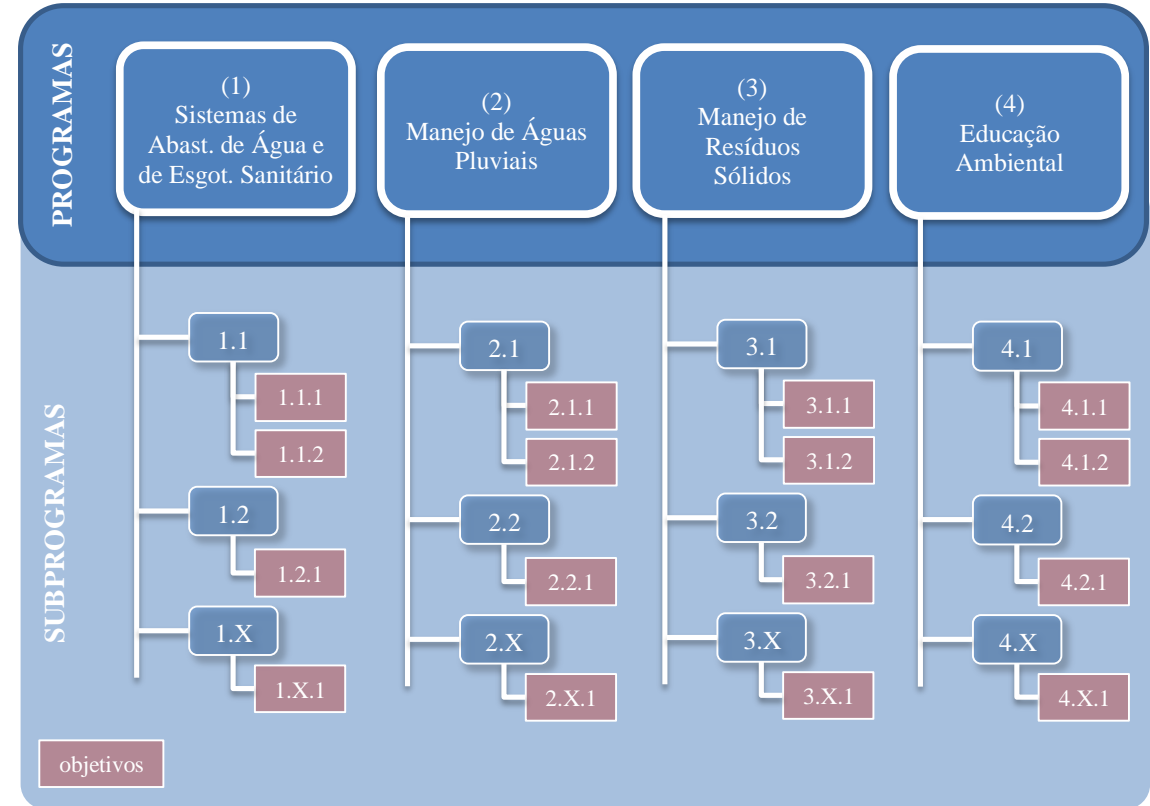 PROGRAMAS
(1)
Sistemas de
Abast. de Água e
de Esgot. Sanitário
(2)
Manejo de Águas
Pluviais
(3)
Manejo de
Resíduos
Sólidos
(4)
Educação
Ambiental
SUBPROGRAMAS
1.1
1.1.1
1.1.2
1.2
1.2.1
1.X
1.X.1
2.1
2.1.1
2.1.2
2.2
2.2.1
2.X
2.X.1
3.1
3.1.1
3.1.2
3.2
3.2.1
3.X
3.X.1
4.1
4.1.1
4.1.2
4.2
4.2.1
4.X
4.X.1
objetivos